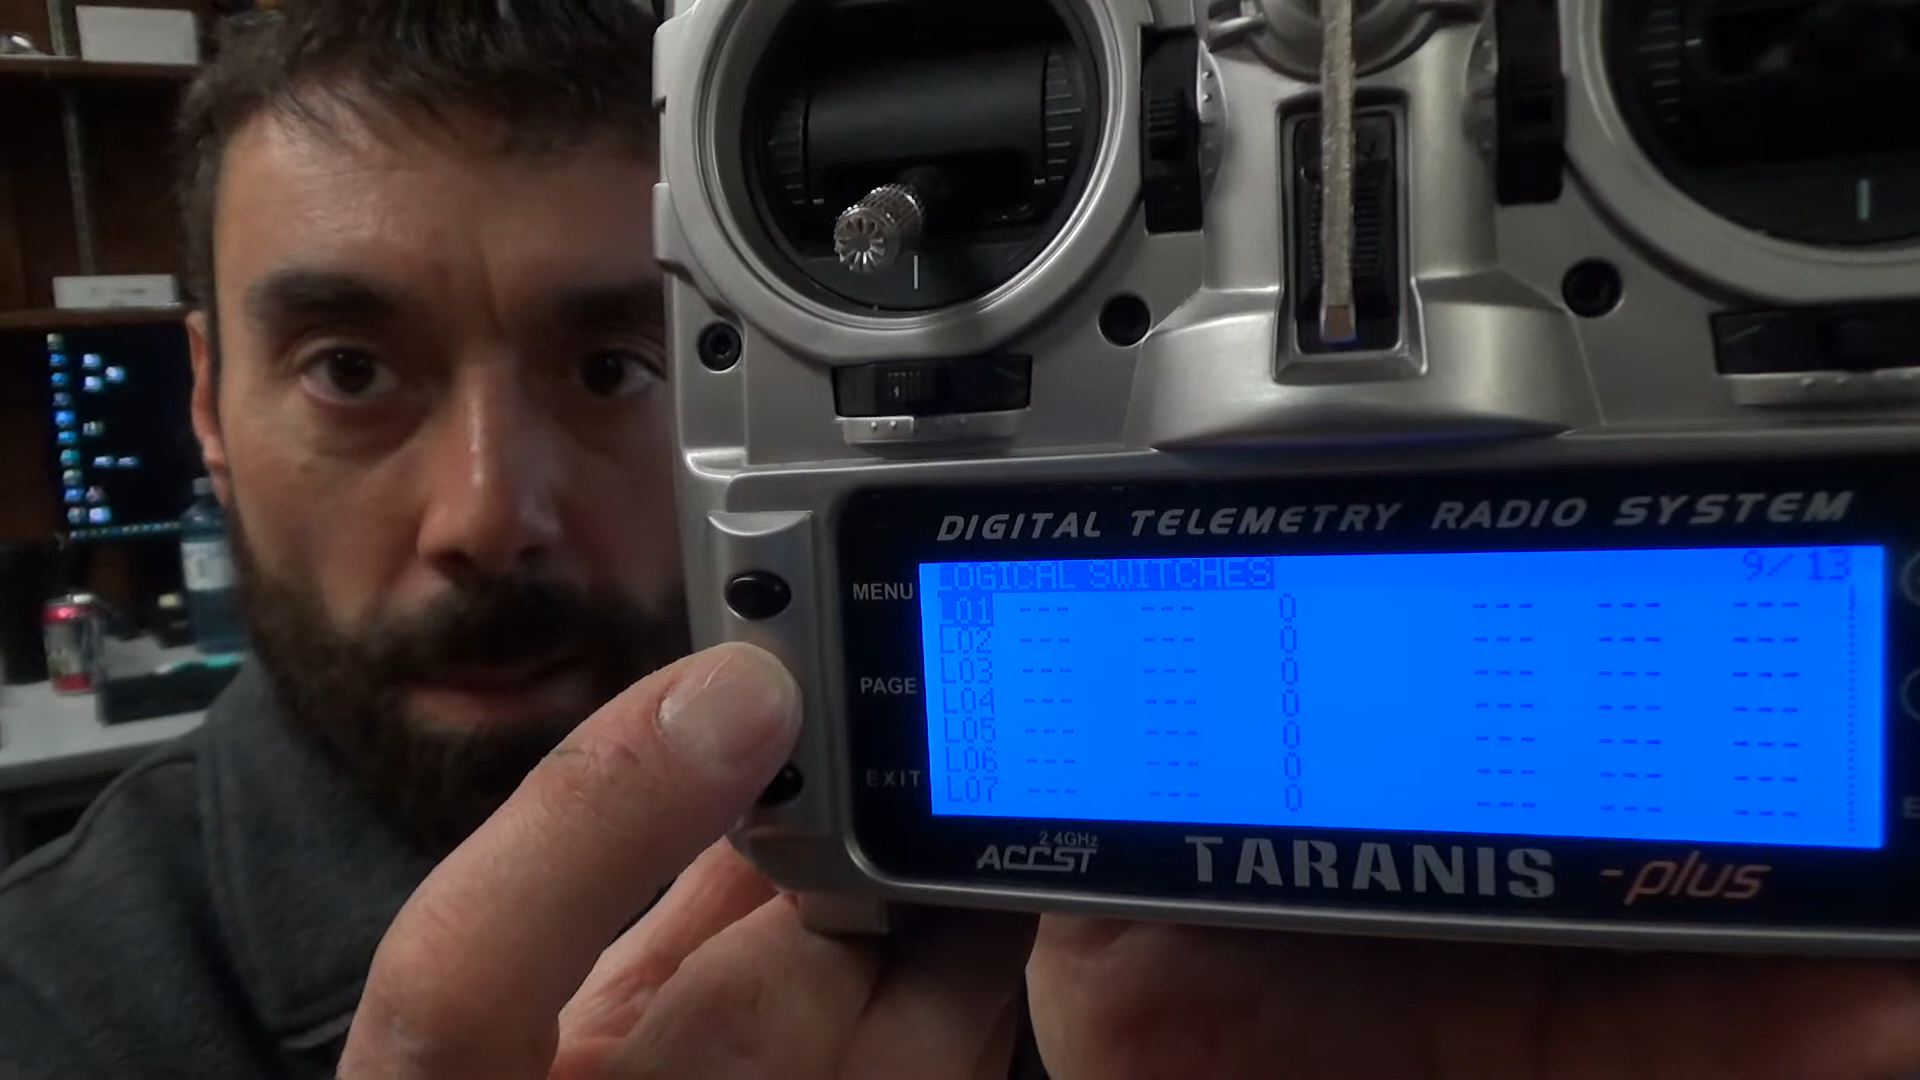 DIGITAL TELEMETRY RADIO SYSTEM
MENU
PAGE
EXIT
LOGICAL SWITCHES 9/13
L01 --- --- 0 --- --- ---
L02 --- --- 0 --- --- ---
L03 --- --- 0 --- --- ---
L04 --- --- 0 --- --- ---
L05 --- --- 0 --- --- ---
L06 --- --- 0 --- --- ---
L07 --- --- 0 --- --- ---
2.4GHz
ACCST
TARANIS -plus